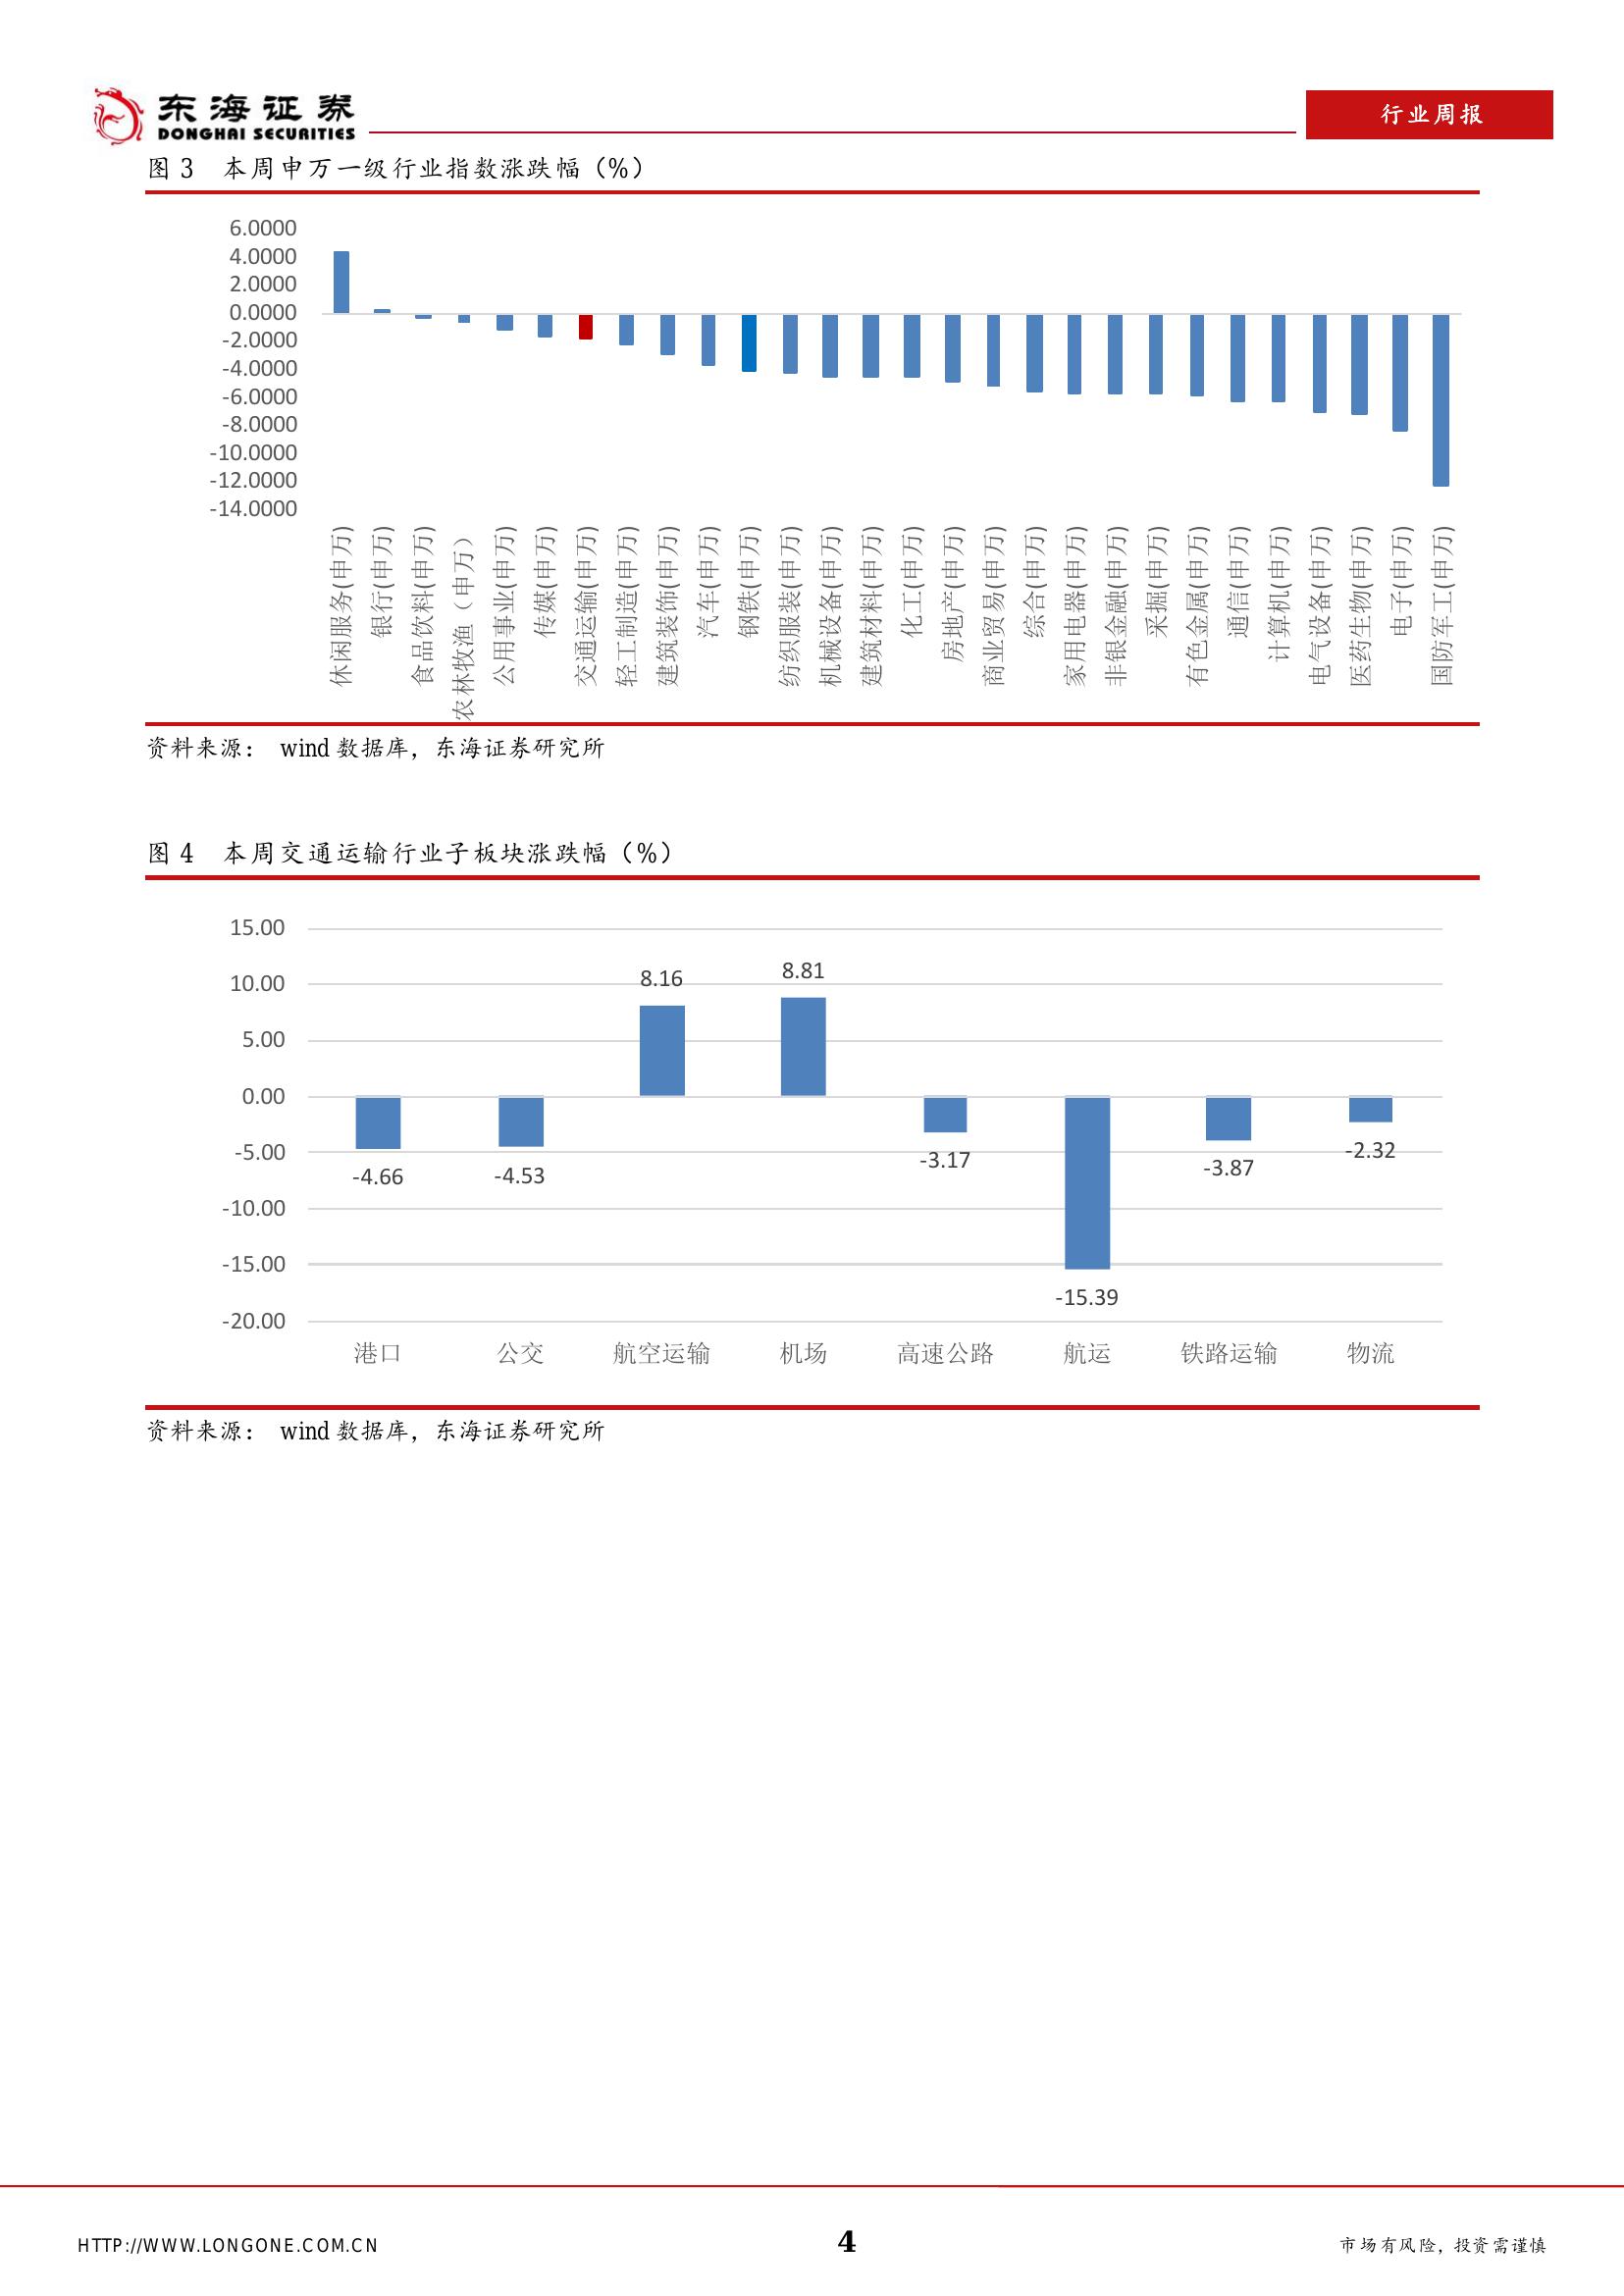 东海证券
DONGHAI SECURITIES
行业周报
图 3 本周申万一级行业指数涨跌幅（%）
6.0000
4.0000
2.0000
0.0000
-2.0000
-4.0000
-6.0000
-8.0000
-10.0000
-12.0000
-14.0000
休闲服务(申万)
银行(申万)
食品饮料(申万)
农林牧渔（申万）
公用事业(申万)
传媒(申万)
交通运输(申万)
轻工制造(申万)
建筑装饰(申万)
汽车(申万)
钢铁(申万)
纺织服装(申万)
机械设备(申万)
建筑材料(申万)
化工(申万)
房地产(申万)
商业贸易(申万)
综合(申万)
家用电器(申万)
非银金融(申万)
采掘(申万)
有色金属(申万)
通信(申万)
计算机(申万)
电气设备(申万)
医药生物(申万)
电子(申万)
国防军工(申万)
资料来源： wind 数据库，东海证券研究所
图 4 本周交通运输行业子板块涨跌幅（%）
15.00
10.00
5.00
0.00
-5.00
-10.00
-15.00
-20.00
-4.66
-4.53
8.16
8.81
-3.17
-15.39
-3.87
-2.32
港口
公交
航空运输
机场
高速公路
航运
铁路运输
物流
资料来源： wind 数据库，东海证券研究所
HTTP://WWW.LONGONE.COM.CN
4
市场有风险，投资需谨慎